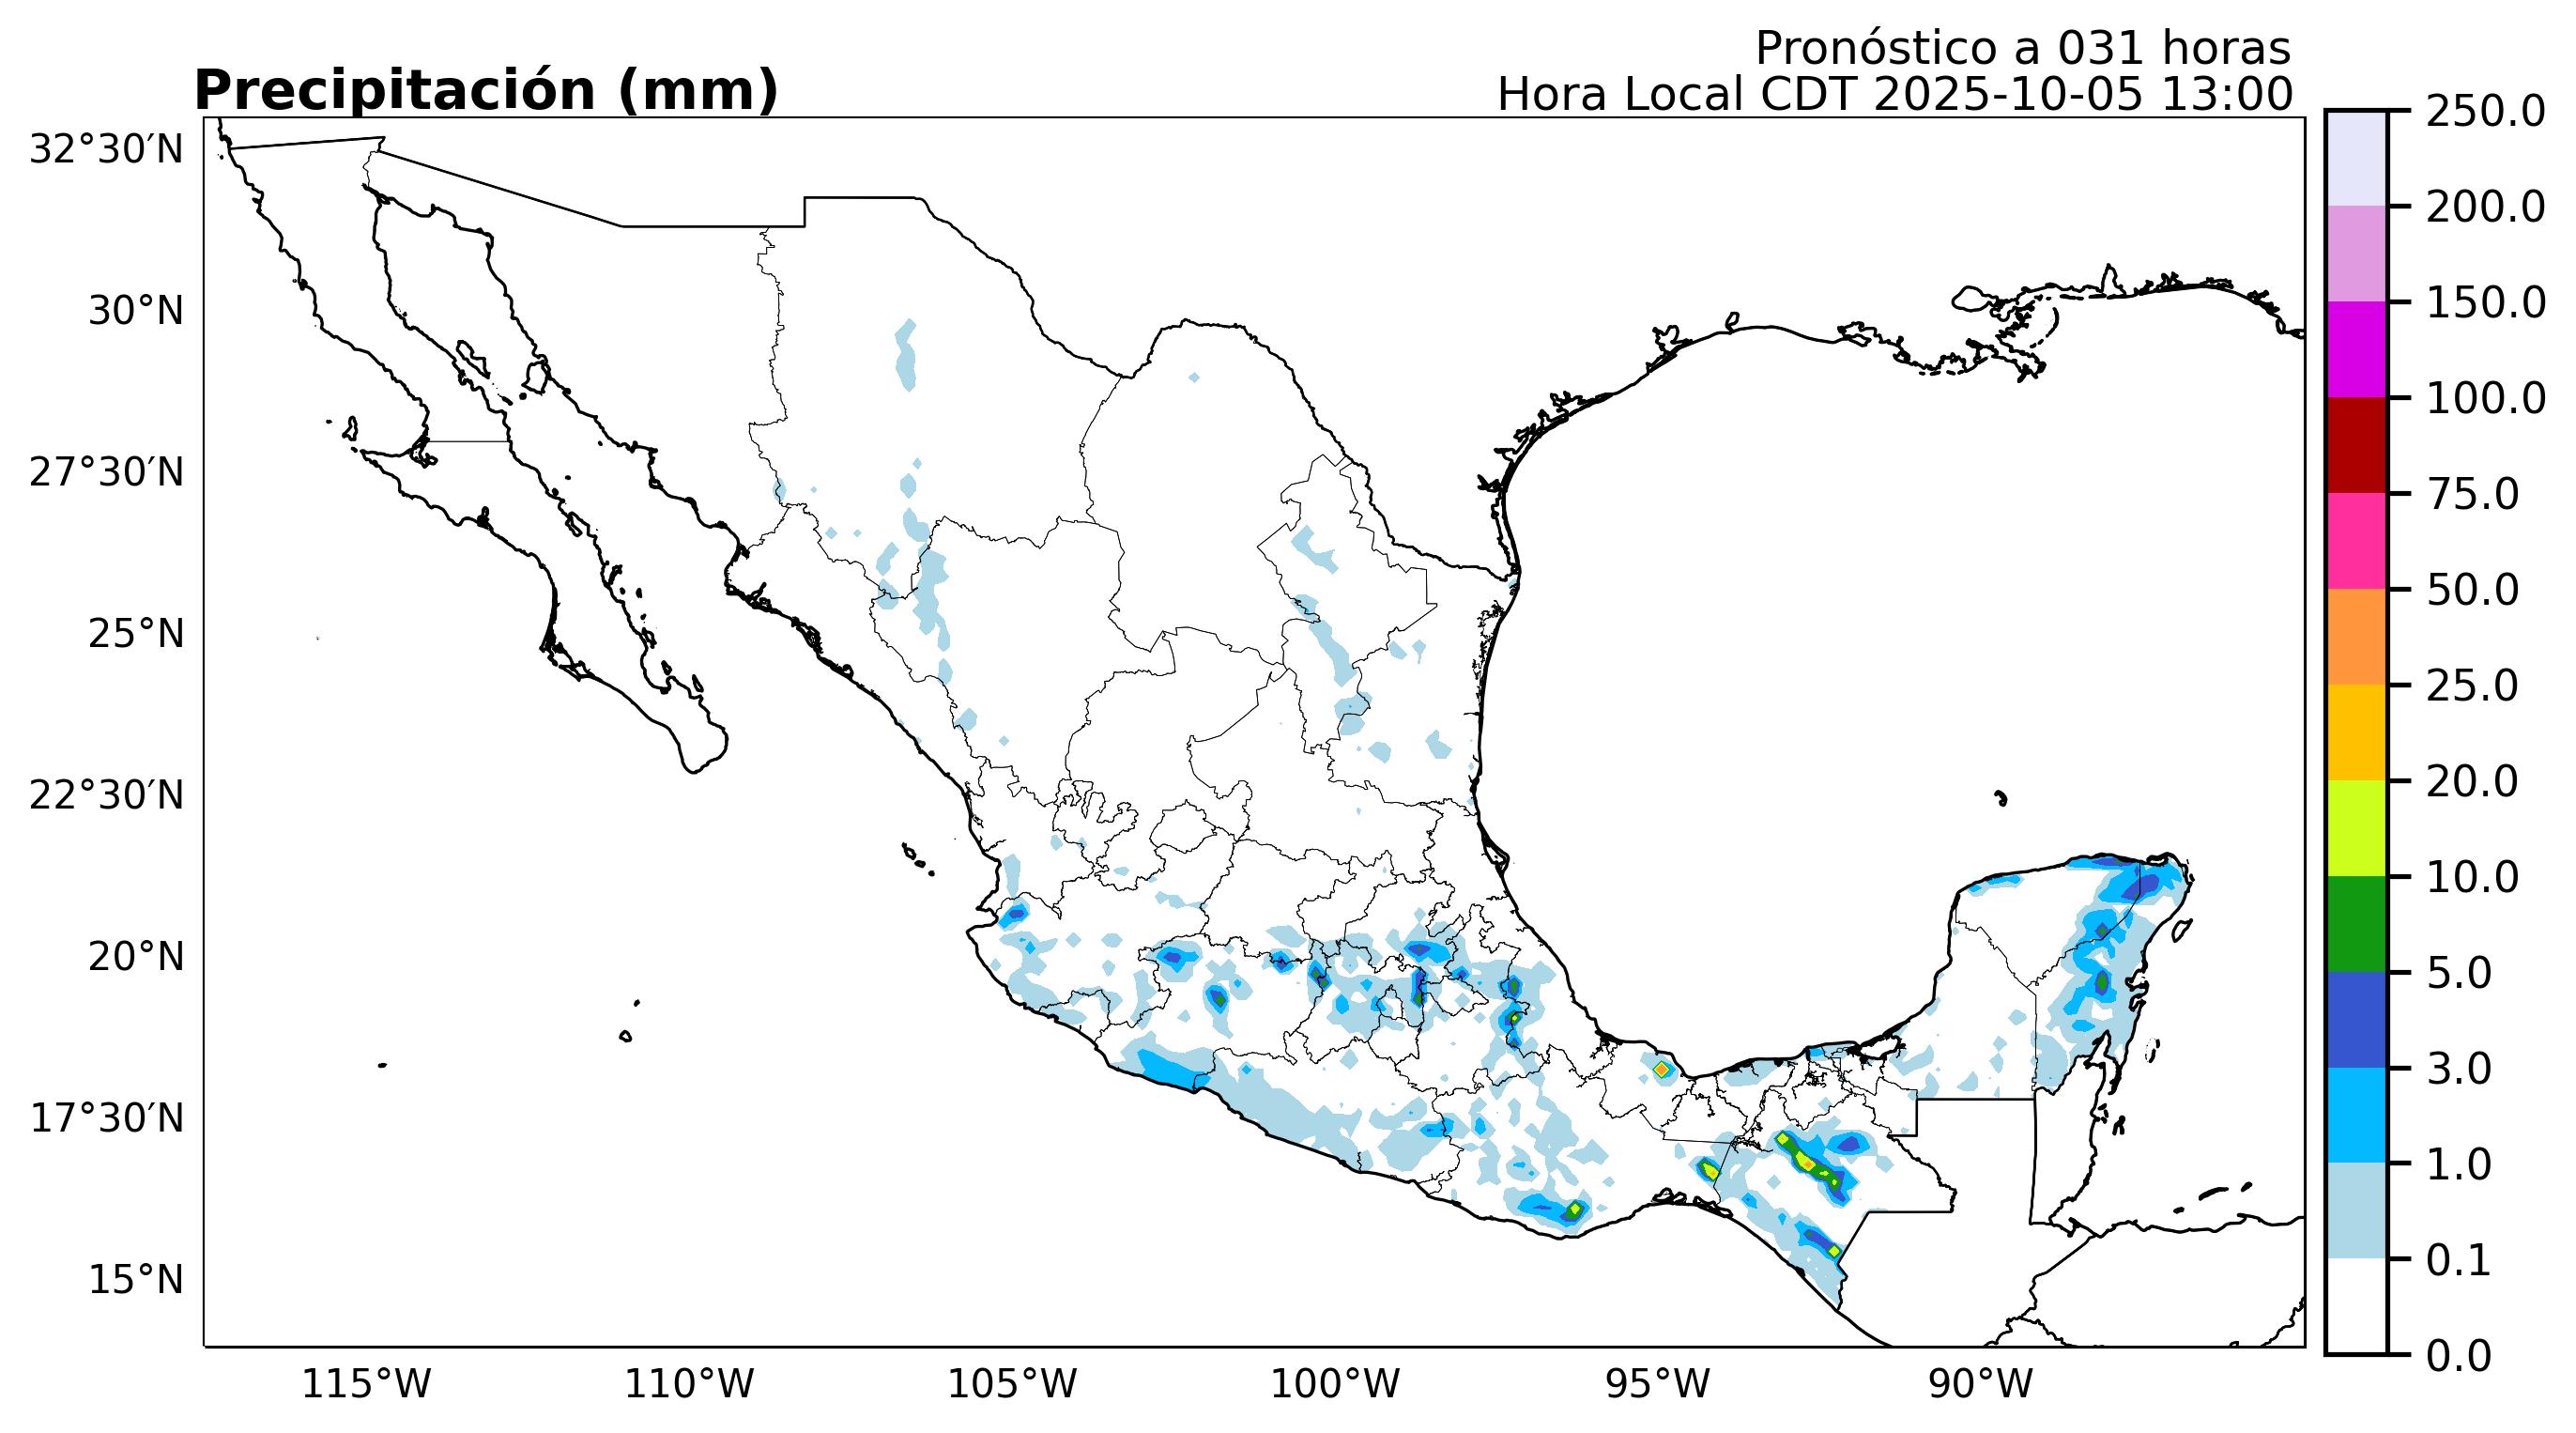 Pronóstico a 031 horas
Precipitación (mm)
Hora Local CDT 2025-10-05 13:00
32°30′N
30°N
27°30′N
25°N
22°30′N
20°N
17°30′N
15°N
115°W
110°W
105°W
100°W
95°W
90°W
250.0
200.0
150.0
100.0
75.0
50.0
25.0
20.0
10.0
5.0
3.0
1.0
0.1
0.0